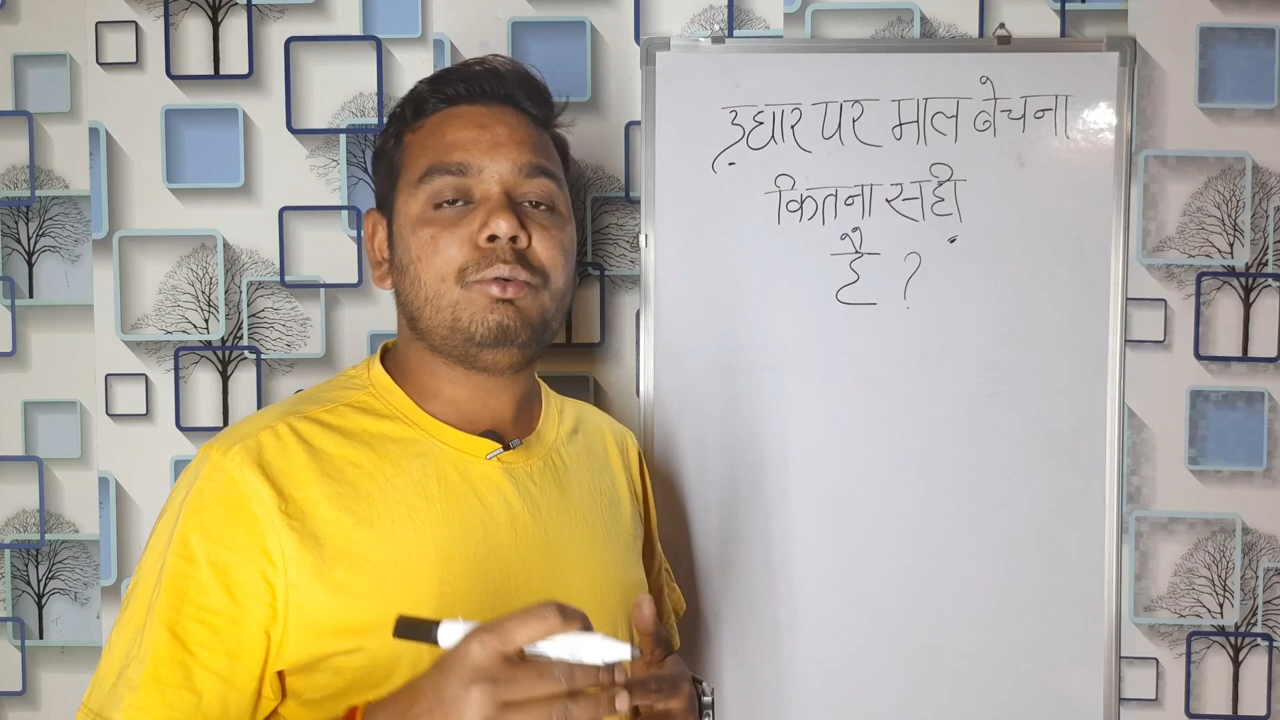 उधार पर माल बेचना
कितना सही
है ?